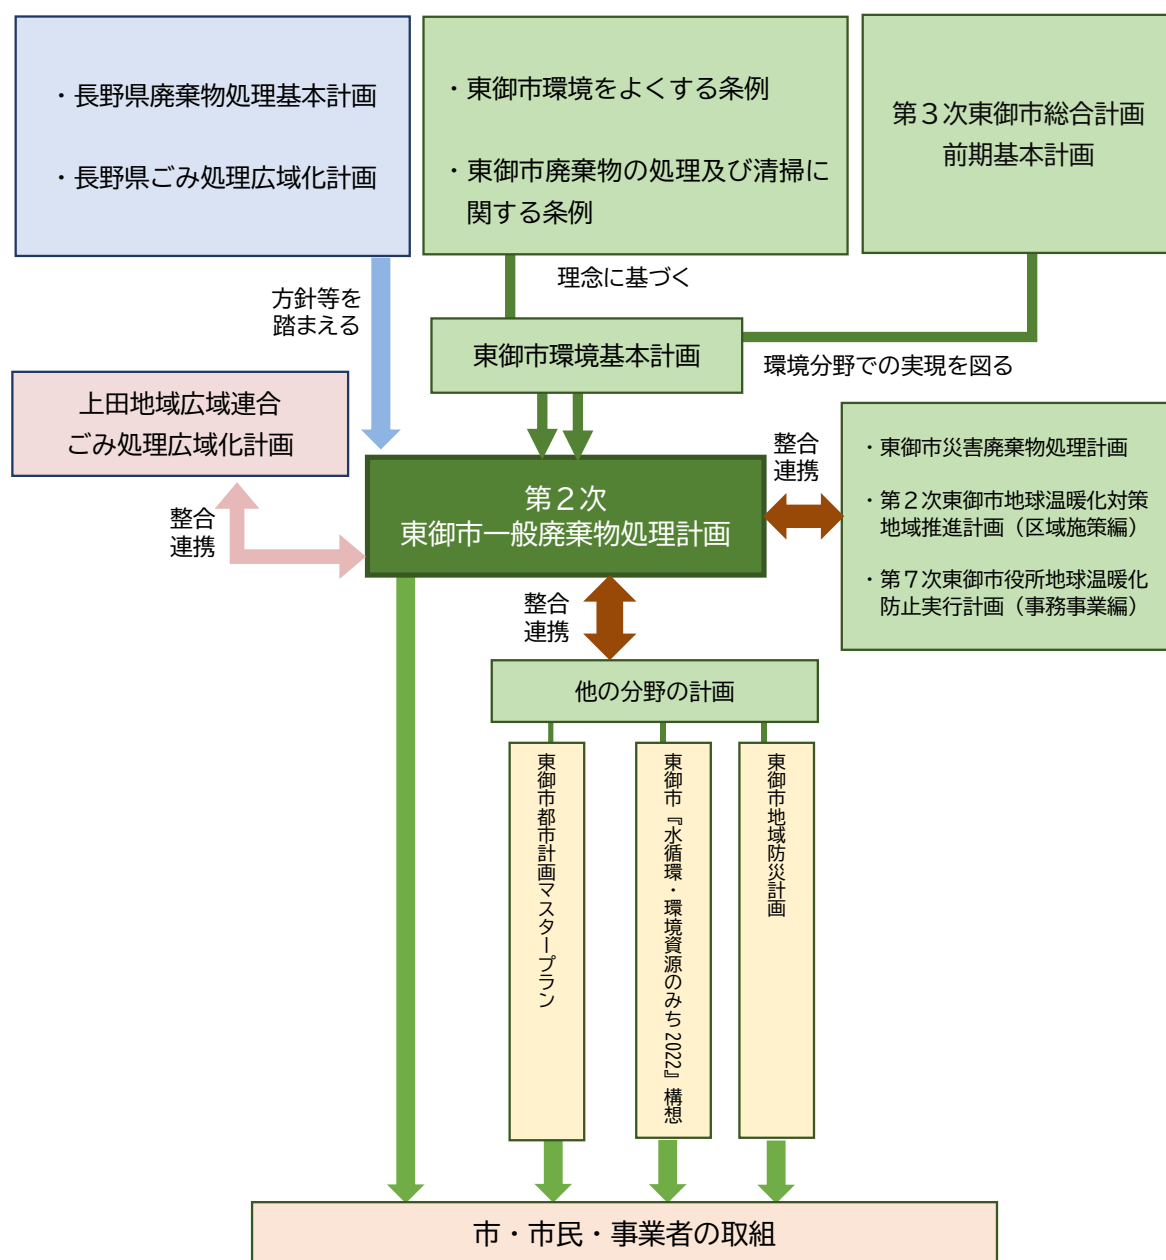 ・長野県廃棄物処理基本計画
・長野県ごみ処理広域化計画
・東御市環境をよくする条例
・東御市廃棄物の処理及び清掃に
関する条例
第３次東御市総合計画
前期基本計画
方針等を
踏まえる
理念に基づく
東御市環境基本計画
環境分野での実現を図る
上田地域広域連合
ごみ処理広域化計画
整合
連携
第２次
東御市一般廃棄物処理計画
整合
連携
・東御市災害廃棄物処理計画
・第２次東御市地球温暖化対策
地域推進計画（区域施策編）
・第７次東御市役所地球温暖化
防止実行計画（事務事業編）
整合
連携
他の分野の計画
東御市都市計画マスタープラン
東御市『水循環・環境資源のみち2022』構想
東御市地域防災計画
市・市民・事業者の取組